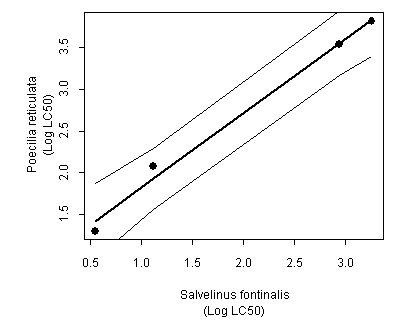 Poecilia reticulata
(Log LC50)
3.5
3.0
2.5
2.0
1.5
0.5 1.0 1.5 2.0 2.5 3.0
Salvelinus fontinalis
(Log LC50)